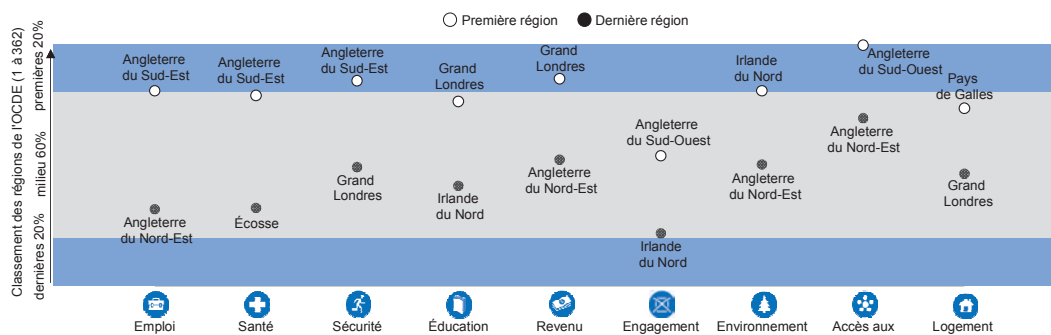 Première région
Dernière région
Classement des régions de l'OCDE (1 à 362)
premières 20%
milieu 60%
dernières 20%
Angleterre
du Sud-Est
Angleterre
du Sud-Est
Angleterre
du Sud-Est
Grand
Londres
Grand
Londres
Angleterre
du Sud-Ouest
Irlande
du Nord
Angleterre
du Sud-Ouest
Pays
de Galles
Angleterre
du Nord-Est
Écosse
Grand
Londres
Irlande
du Nord
Angleterre
du Nord-Est
Irlande
du Nord
Angleterre
du Nord-Est
Angleterre
du Nord-Est
Grand
Londres
Emploi
Santé
Sécurité
Éducation
Revenu
Engagement
Environnement
Accès aux
Logement